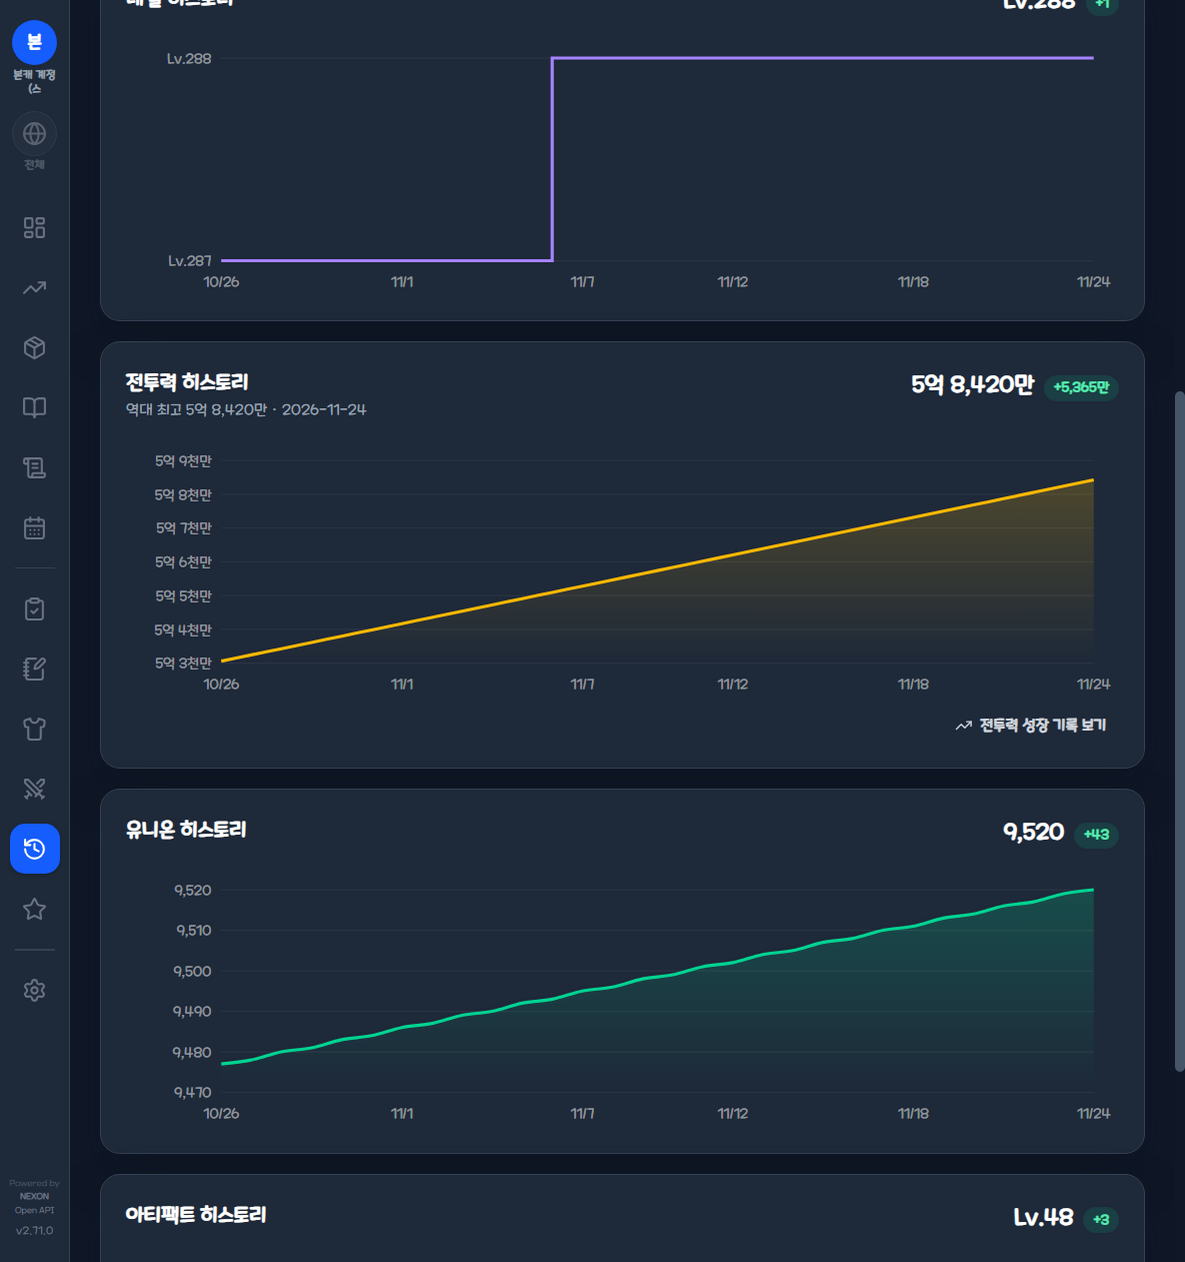 본
본캐 계정
(스
전체
Powered by
NEXON
Open API
v2.71.0
Lv.288 +1
Lv.288
Lv.287
10/26 11/1 11/7 11/12 11/18 11/24
전투력 히스토리
5억 8,420만 +5,365만
역대 최고 5억 8,420만 · 2026-11-24
5억 9천만
5억 8천만
5억 7천만
5억 6천만
5억 5천만
5억 4천만
5억 3천만
10/26 11/1 11/7 11/12 11/18 11/24
전투력 성장 기록 보기
유니온 히스토리
9,520 +43
9,520
9,510
9,500
9,490
9,480
9,470
10/26 11/1 11/7 11/12 11/18 11/24
아티팩트 히스토리
Lv.48 +3